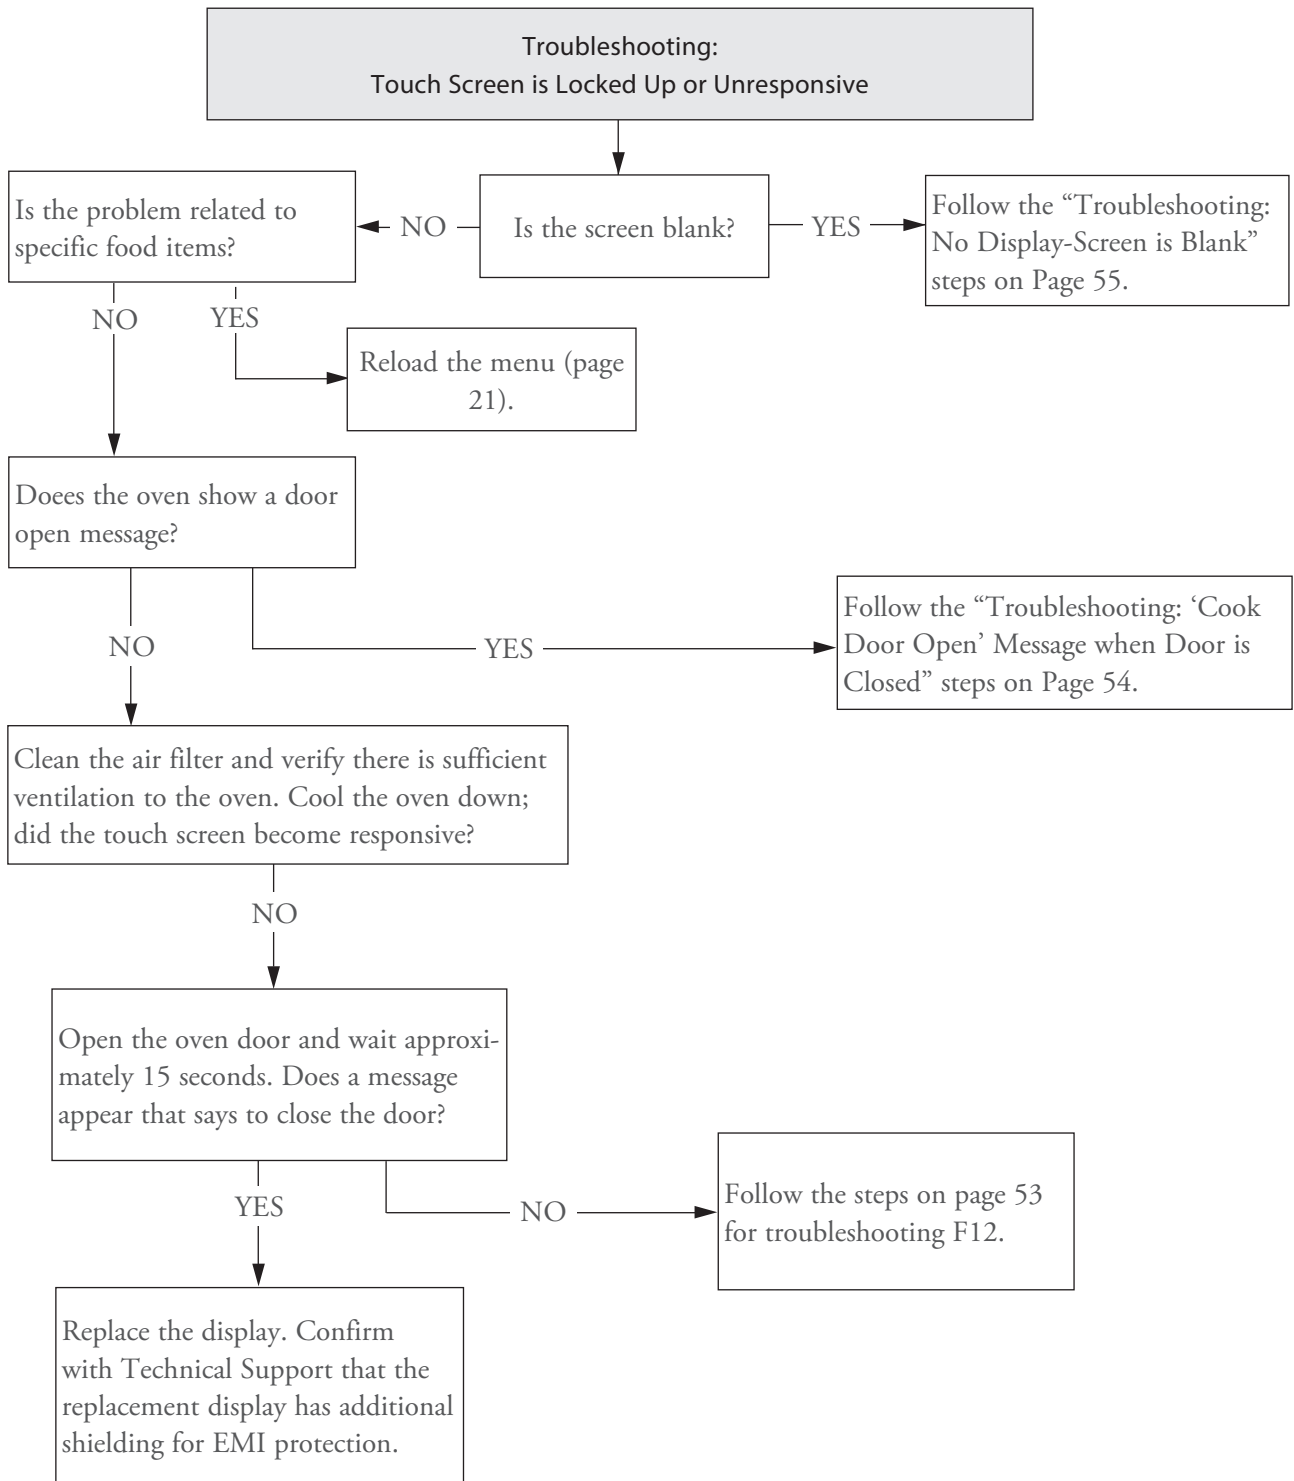 Troubleshooting:
Touch Screen is Locked Up or Unresponsive
Is the screen blank?
NO
YES
Is the problem related to
specific food items?
Follow the “Troubleshooting:
No Display-Screen is Blank”
steps on Page 55.
NO
YES
Reload the menu (page
21).
Doees the oven show a door
open message?
NO
YES
Follow the “Troubleshooting: ‘Cook
Door Open’ Message when Door is
Closed” steps on Page 54.
Clean the air filter and verify there is sufficient
ventilation to the oven. Cool the oven down;
did the touch screen become responsive?
NO
Open the oven door and wait approxi-
mately 15 seconds. Does a message
appear that says to close the door?
YES
NO
Follow the steps on page 53
for troubleshooting F12.
Replace the display. Confirm
with Technical Support that the
replacement display has additional
shielding for EMI protection.